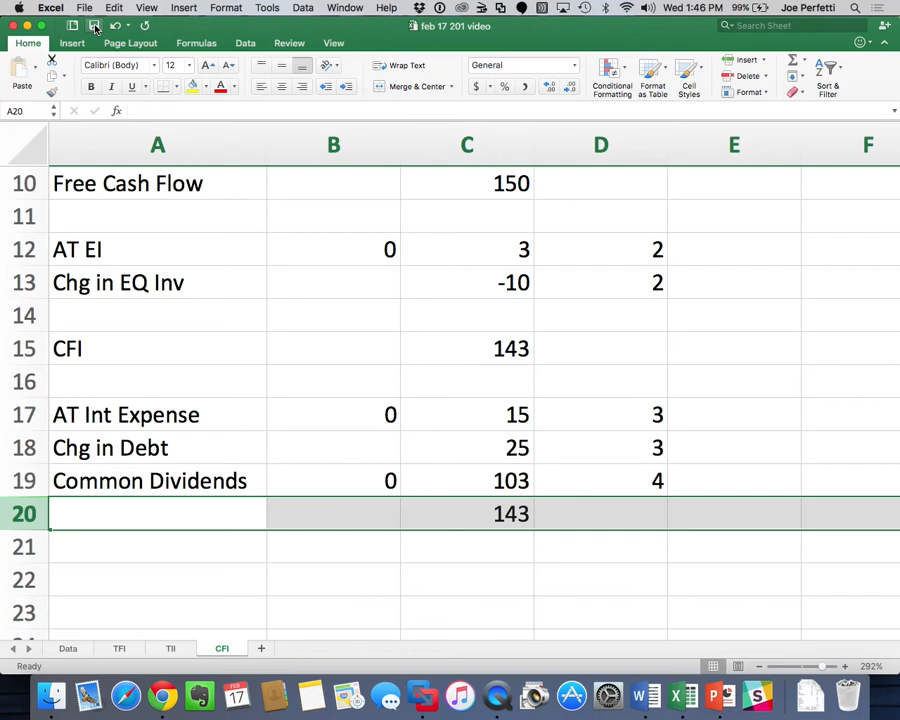 Excel File Edit View Insert Format Tools Data Window Help 99% Wed 1:46 PM Joe Perfetti
feb 17 201 video Search Sheet
Home Insert Page Layout Formulas Data Review View
Paste Calibri (Body) 12 A A Wrap Text General Insert
B I U A Merge & Center $ % Conditional Formatting Format as Table Cell Styles Delete Format Sort & Filter
A20 fx
A B C D E F
10 Free Cash Flow 150
11
12 AT EI 0 3 2
13 Chg in EQ Inv -10 2
14
15 CFI 143
16
17 AT Int Expense 0 15 3
18 Chg in Debt 25 3
19 Common Dividends 0 103 4
20 143
21
22
23
Data TFI TII CFI +
Ready 292%
FEB 17